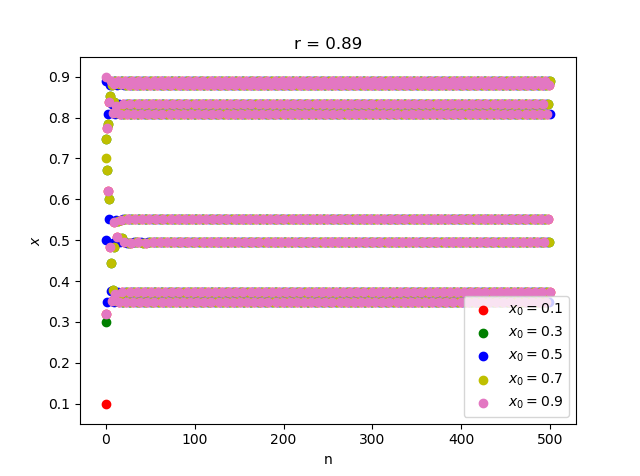 r = 0.89
x
0.9
0.8
0.7
0.6
0.5
0.4
0.3
0.2
0.1
0
100
200
300
400
500
n
x₀ = 0.1
x₀ = 0.3
x₀ = 0.5
x₀ = 0.7
x₀ = 0.9